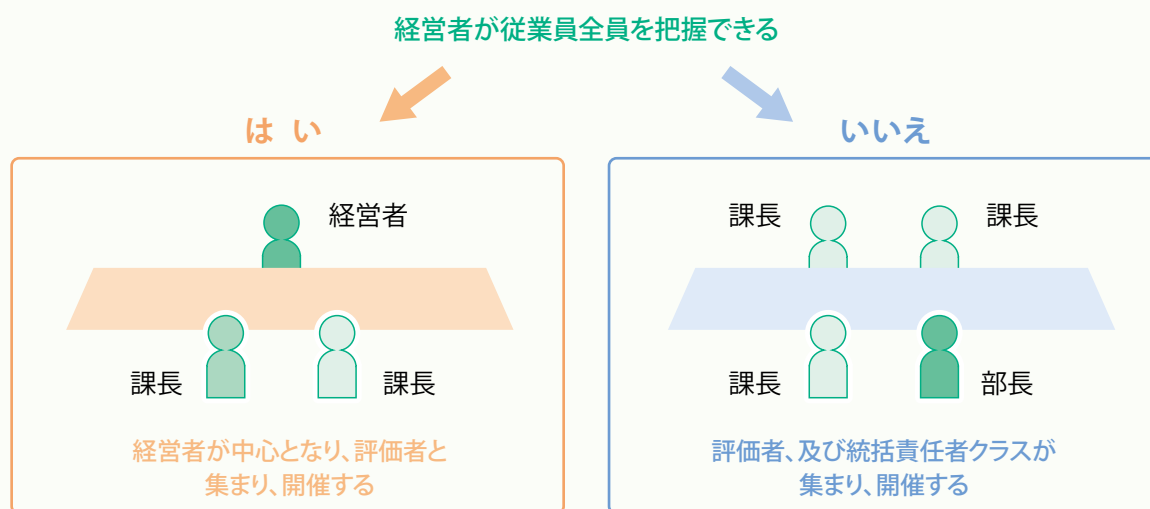 経営者が従業員全員を把握できる
はい
いいえ
経営者
課長
課長
経営者が中心となり、評価者と
集まり、開催する
課長
課長
課長
部長
評価者、及び統括責任者クラスが
集まり、開催する